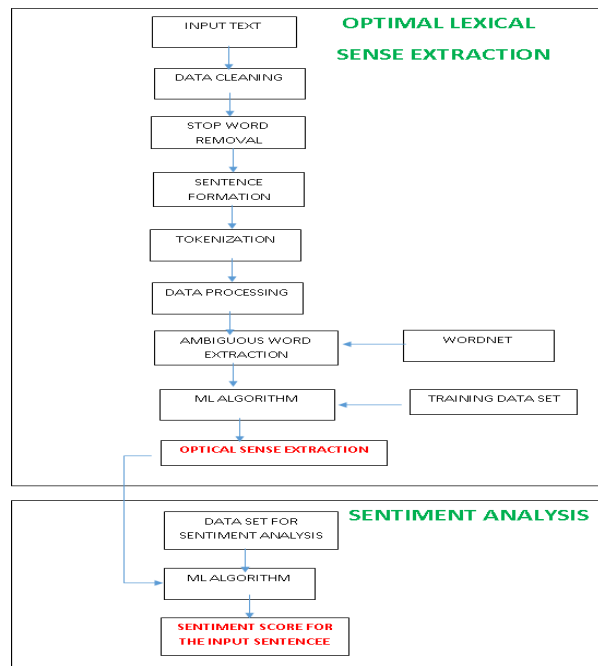 INPUT TEXT
OPTIMAL LEXICAL
SENSE EXTRACTION
DATA CLEANING
STOP WORD
REMOVAL
SENTENCE
FORMATION
TOKENIZATION
DATA PROCESSING
AMBIGUOUS WORD
EXTRACTION
WORDNET
ML ALGORITHM
TRAINING DATA SET
OPTICAL SENSE EXTRACTION
SENTIMENT ANALYSIS
DATA SET FOR
SENTIMENT ANALYSIS
ML ALGORITHM
SENTIMENT SCORE FOR
THE INPUT SENTENCEE